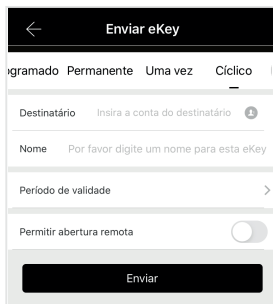 Enviar eKey
ogramado Permanente Uma vez Cíclico
Destinatário Insira a conta do destinatário
Nome Por favor digite um nome para esta eKey
Período de validade
Permitir abertura remota
Enviar